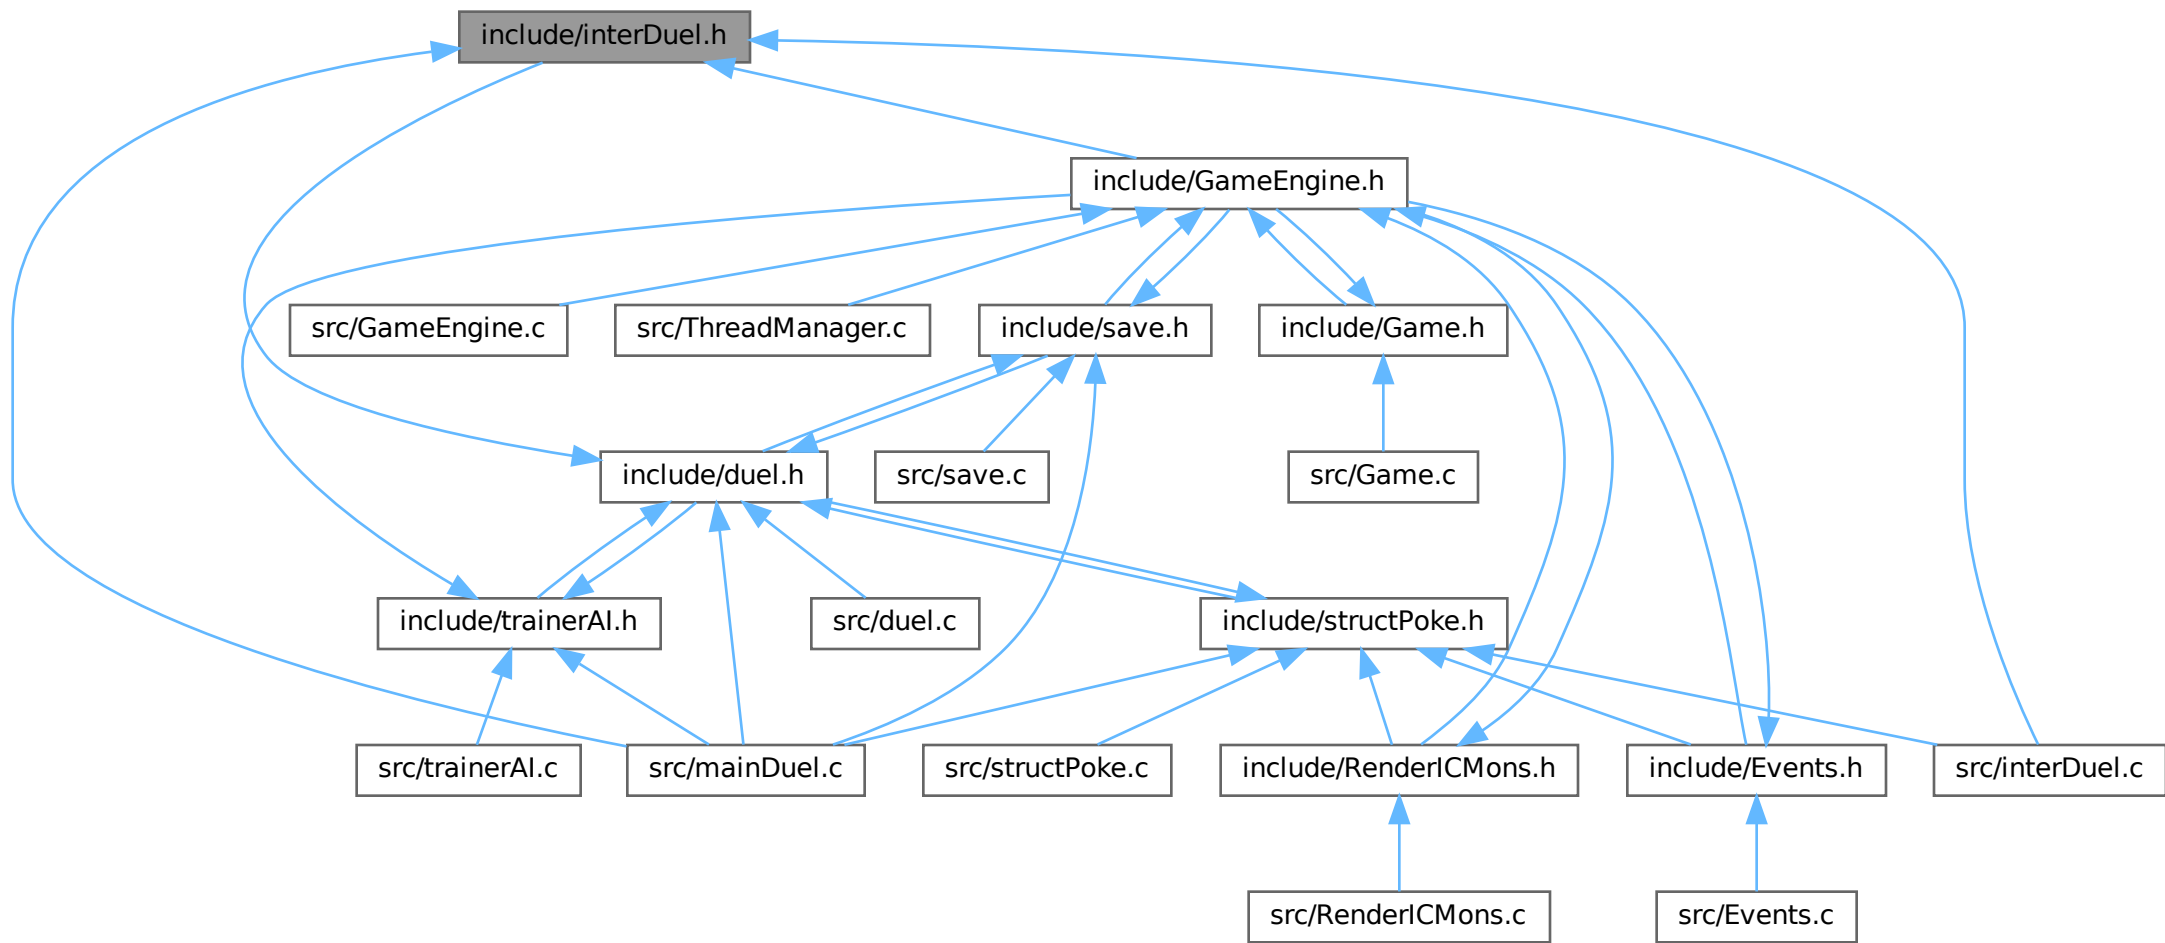 include/interDuel.h
include/GameEngine.h
src/GameEngine.c
src/ThreadManager.c
include/save.h
include/Game.h
include/duel.h
src/save.c
src/Game.c
include/trainerAI.h
src/duel.c
include/structPoke.h
src/trainerAI.c
src/mainDuel.c
src/structPoke.c
include/RenderICMons.h
include/Events.h
src/interDuel.c
src/RenderICMons.c
src/Events.c